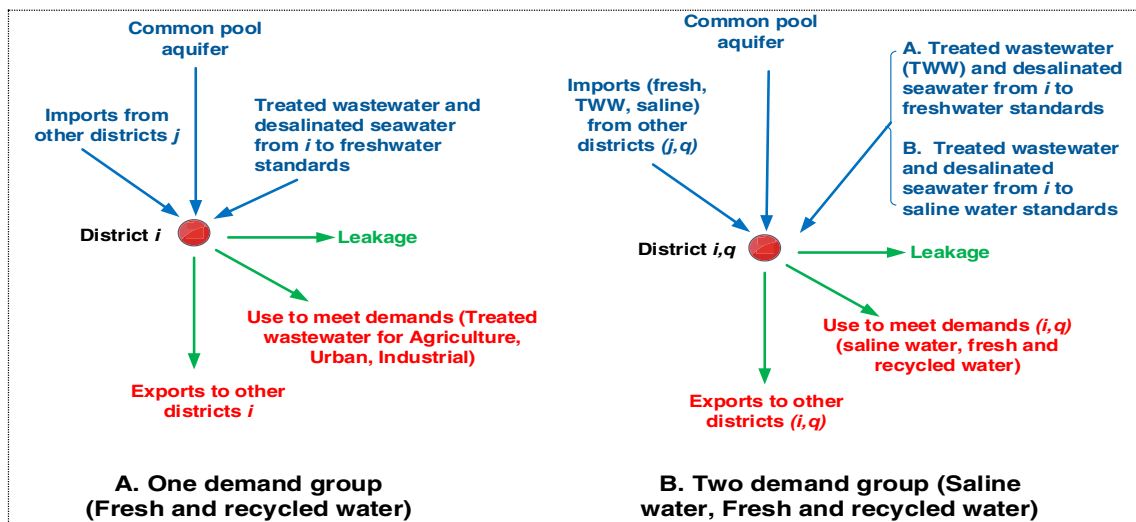 Common pool
aquifer
Imports from
other districts j
Treated wastewater and
desalinated seawater
from i to freshwater
standards
District i
Leakage
Use to meet demands (Treated
wastewater for Agriculture,
Urban, Industrial)
Exports to other
districts i
A. One demand group
(Fresh and recycled water)
Common pool
aquifer
Imports (fresh,
TWW, saline)
from other
districts (j,q)
A. Treated wastewater
(TWW) and desalinated
seawater from i to
freshwater standards
B. Treated wastewater
and desalinated
seawater from i to
saline water standards
District i,q
Leakage
Use to meet demands (i,q)
(saline water, fresh and
recycled water)
Exports to other
districts (i,q)
B. Two demand group (Saline
water, Fresh and recycled water)